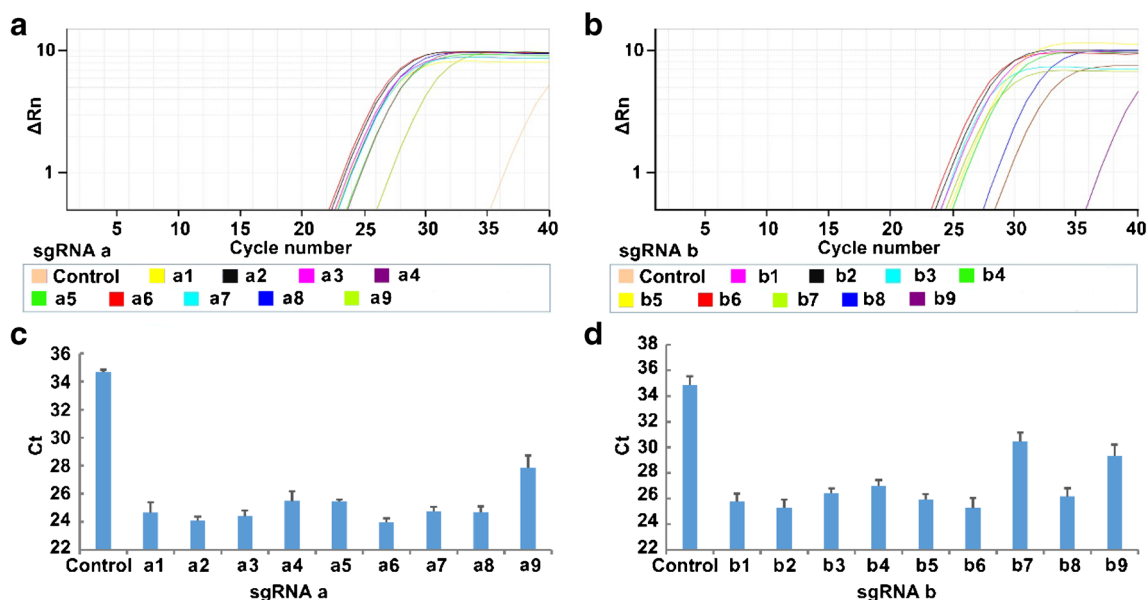 a
10
1
ΔRn
5 10 15 20 25 30 35 40
Cycle number
sgRNA a
Control a1 a2 a3 a4
a5 a6 a7 a8 a9
b
10
1
ΔRn
5 10 15 20 25 30 35 40
Cycle number
sgRNA b
Control b1 b2 b3 b4
b5 b6 b7 b8 b9
c
36
34
32
30
28
26
24
22
Ct
Control a1 a2 a3 a4 a5 a6 a7 a8 a9
sgRNA a
d
38
36
34
32
30
28
26
24
22
Ct
Control b1 b2 b3 b4 b5 b6 b7 b8 b9
sgRNA b